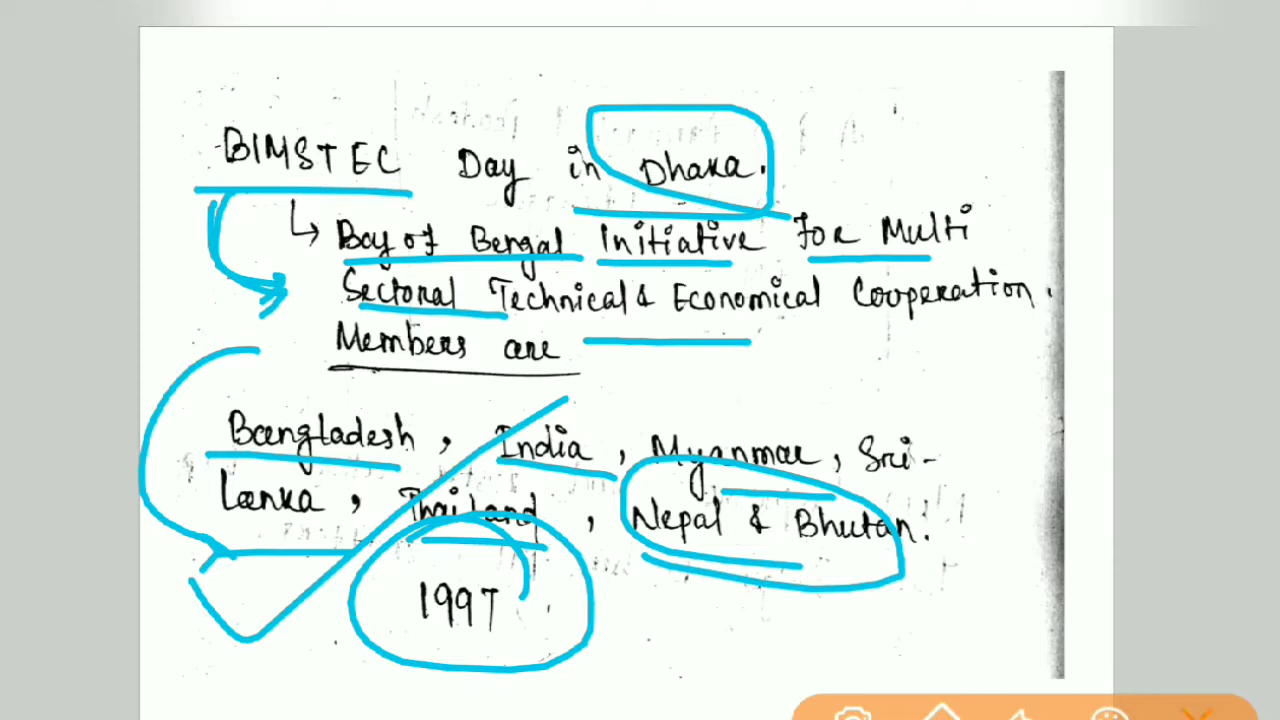 BIMSTEC Day in Dhaka.
↳ Bay of Bengal Initiative for Multi
Sectoral Technical & Economical Cooperation.
Members are
Bangladesh, India, Myanmar, Sri-
Lanka, Thailand, Nepal & Bhutan.
1997